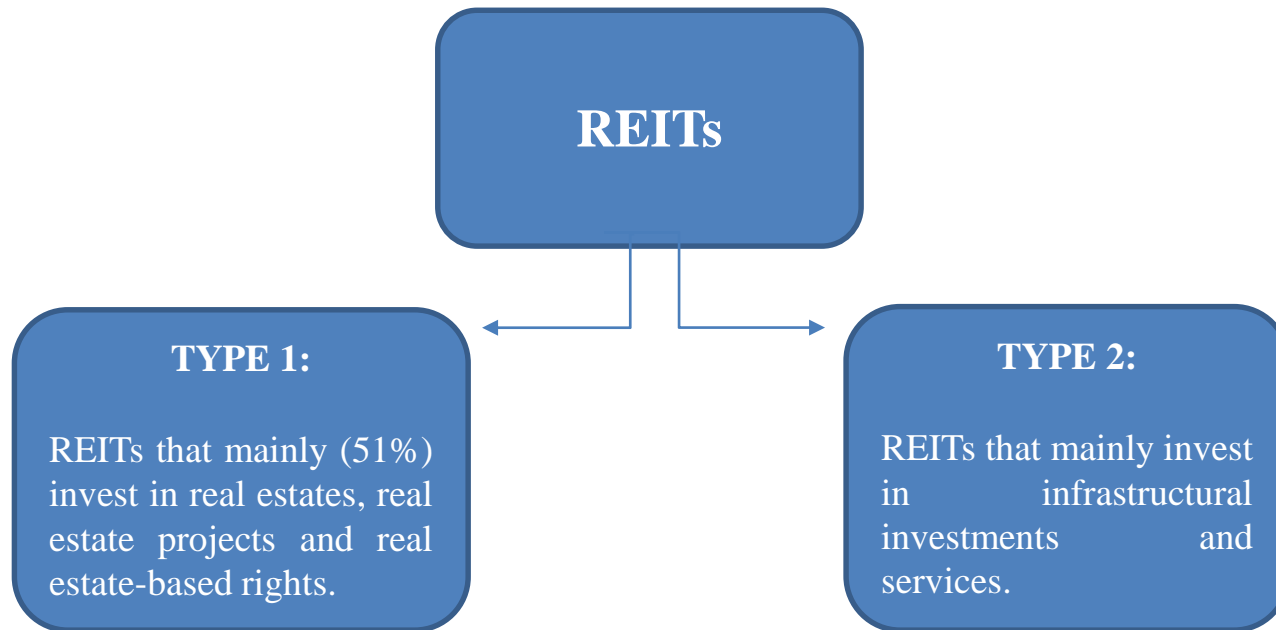 REITs
TYPE 1:
REITs that mainly (51%)
invest in real estates, real
estate projects and real
estate-based rights.
TYPE 2:
REITs that mainly invest
in infrastructural
investments and
services.